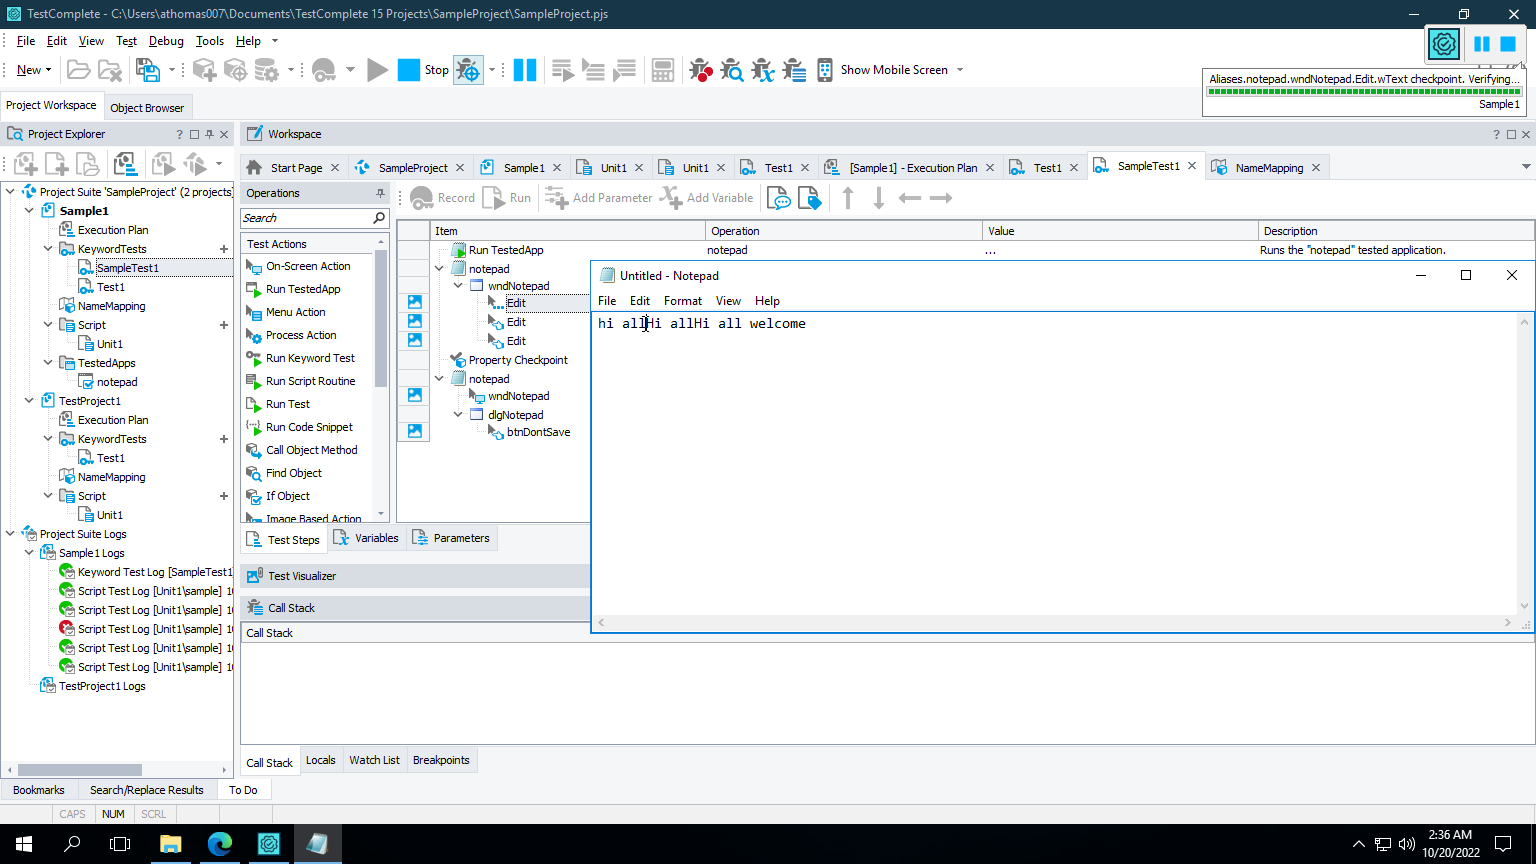 TestComplete - C:\Users\athomas007\Documents\TestComplete 15 Projects\SampleProject\SampleProject.pjs
File Edit View Test Debug Tools Help
New Stop Show Mobile Screen
Aliases.notepad.wndNotepad.Edit.wText checkpoint. Verifying...
Sample1
Project Workspace Object Browser
Project Explorer
Workspace
Start Page SampleProject Sample1 Unit1 Unit1 Test1 [Sample1] - Execution Plan Test1 SampleTest1 NameMapping
Project Suite 'SampleProject' (2 projects)
Sample1
Execution Plan
KeywordTests
SampleTest1
Test1
NameMapping
Script
Unit1
TestedApps
notepad
TestProject1
Execution Plan
KeywordTests
Test1
NameMapping
Script
Unit1
Project Suite Logs
Sample1 Logs
Keyword Test Log [SampleTest1]
Script Test Log [Unit1\sample] 10
Script Test Log [Unit1\sample] 10
Script Test Log [Unit1\sample] 10
Script Test Log [Unit1\sample] 10
Script Test Log [Unit1\sample] 10
TestProject1 Logs
Bookmarks Search/Replace Results To Do
Operations
Search
Test Actions
On-Screen Action
Run TestedApp
Menu Action
Process Action
Run Keyword Test
Run Script Routine
Run Test
Run Code Snippet
Call Object Method
Find Object
If Object
Image Based Action
Record Run Add Parameter Add Variable
Item Operation Value Description
Run TestedApp notepad ... Runs the "notepad" tested application.
notepad
wndNotepad
Edit
Edit
Edit
Property Checkpoint
notepad
wndNotepad
dlgNotepad
btnDontSave
Untitled - Notepad
File Edit Format View Help
hi allHi allHi all welcome
Test Steps Variables Parameters
Test Visualizer
Call Stack
Call Stack
Call Stack Locals Watch List Breakpoints
CAPS NUM SCRL
2:36 AM
10/20/2022